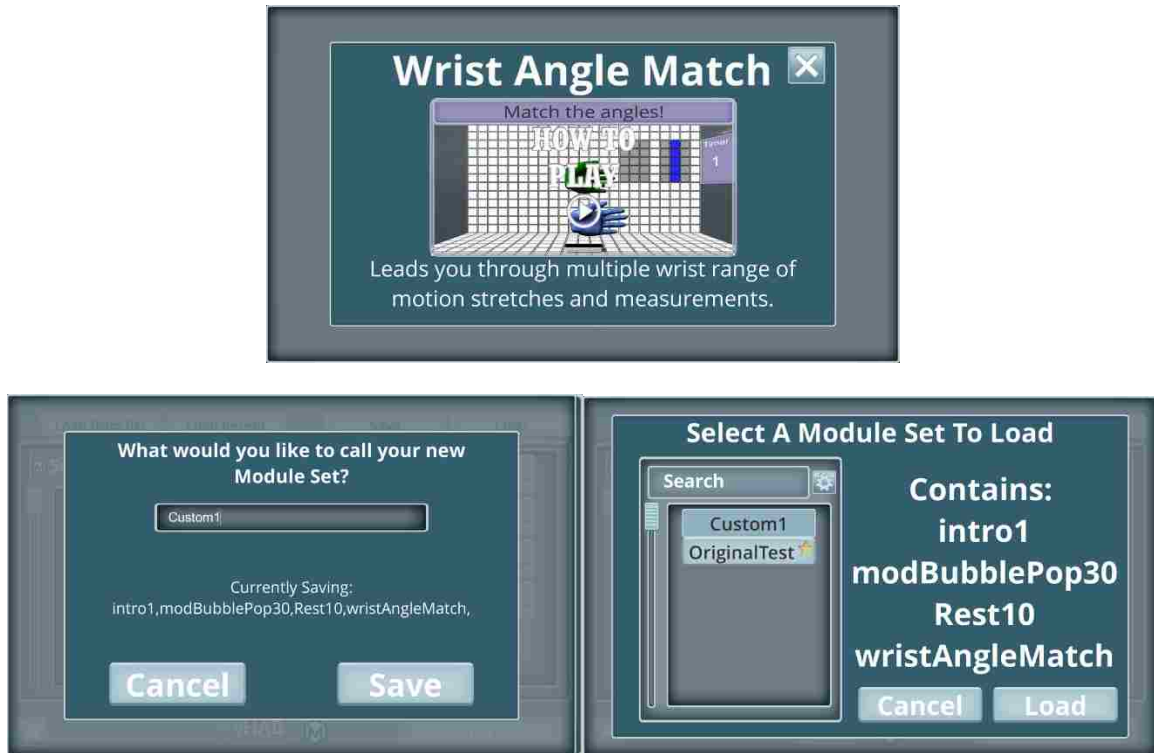 Wrist Angle Match
Match the angles!
HOW TO
PLAY
Timer
1
Leads you through multiple wrist range of
motion stretches and measurements.
What would you like to call your new
Module Set?
Custom1
Currently Saving:
intro1,modBubblePop30,Rest10,wristAngleMatch,
Cancel
Save
Select A Module Set To Load
Search
Custom1
OriginalTest
Contains:
intro1
modBubblePop30
Rest10
wristAngleMatch
Cancel
Load